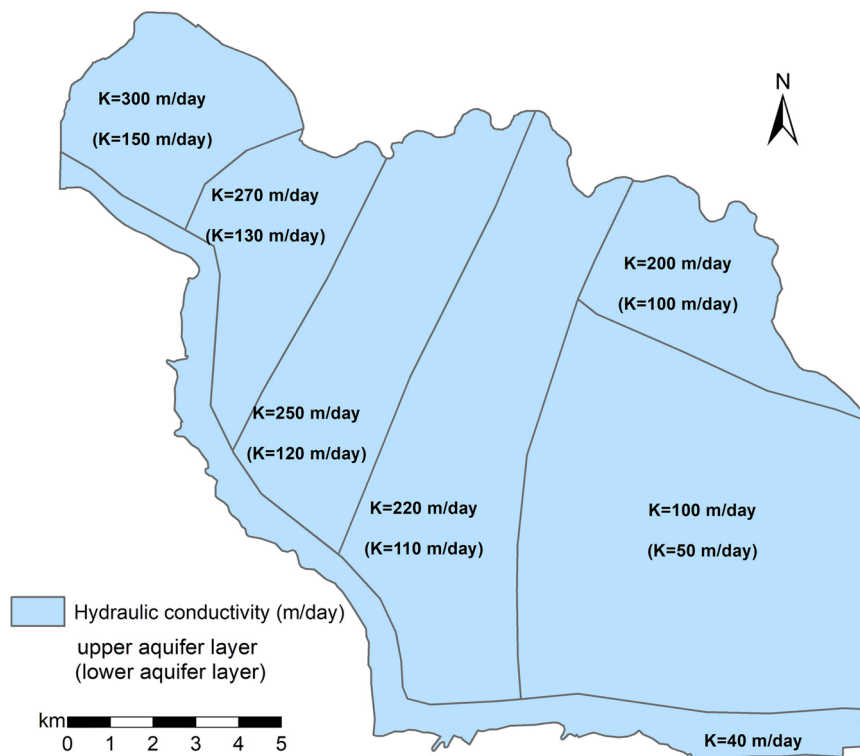 N
K=300 m/day
(K=150 m/day)
K=270 m/day
(K=130 m/day)
K=200 m/day
(K=100 m/day)
K=250 m/day
(K=120 m/day)
K=220 m/day
(K=110 m/day)
K=100 m/day
(K=50 m/day)
Hydraulic conductivity (m/day)
upper aquifer layer
(lower aquifer layer)
km
0 1 2 3 4 5
K=40 m/day